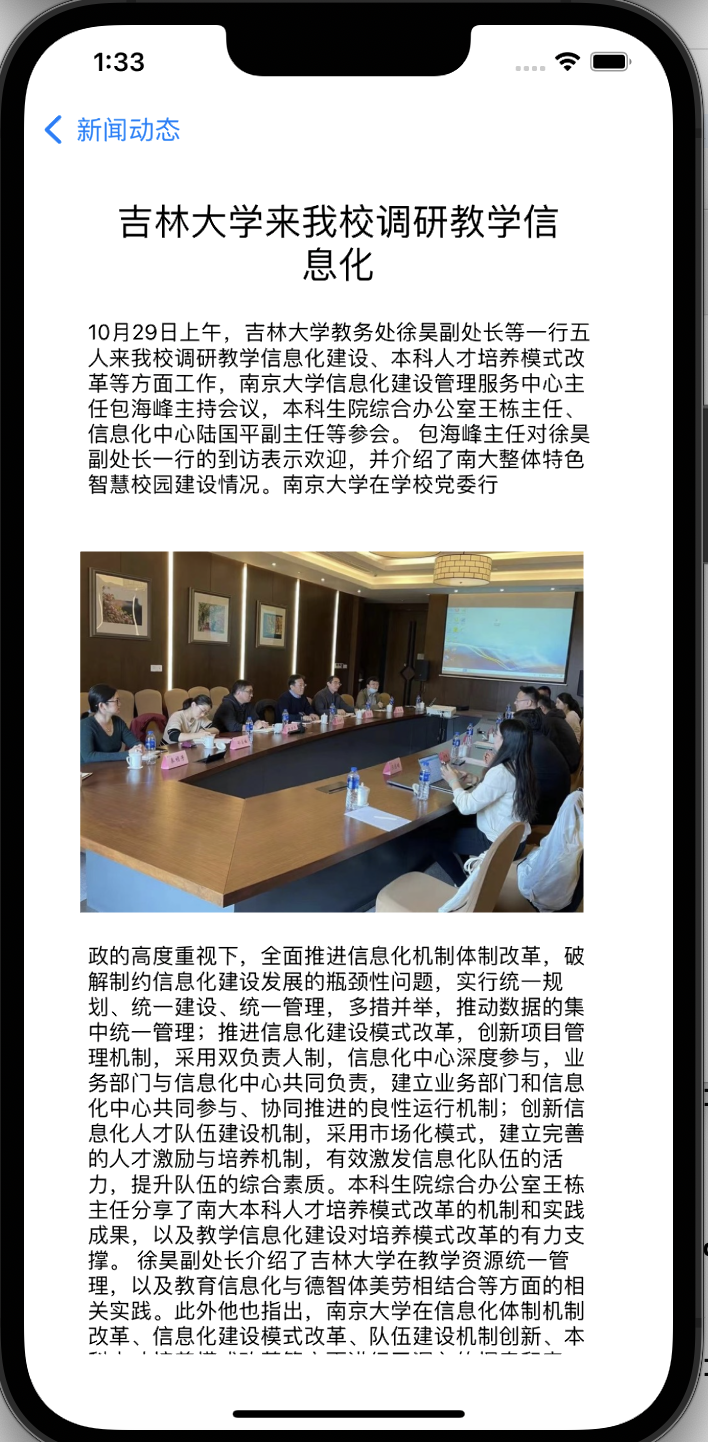 1:33
新闻动态
吉林大学来我校调研教学信
息化
10月29日上午，吉林大学教务处徐昊副处长等一行五
人来我校调研教学信息化建设、本科人才培养模式改
革等方面工作，南京大学信息化建设管理服务中心主
任包海峰主持会议，本科生院综合办公室王栋主任、
信息化中心陆国平副主任等参会。 包海峰主任对徐昊
副处长一行的到访表示欢迎，并介绍了南大整体特色
智慧校园建设情况。南京大学在学校党委行
政的高度重视下，全面推进信息化机制体制改革，破
解制约信息化建设发展的瓶颈性问题，实行统一规
划、统一建设、统一管理，多措并举，推动数据的集
中统一管理；推进信息化建设模式改革，创新项目管
理机制，采用双负责人制，信息化中心深度参与，业
务部门与信息化中心共同负责，建立业务部门和信息
化中心共同参与、协同推进的良性运行机制；创新信
息化人才队伍建设机制，采用市场化模式，建立完善
的人才激励与培养机制，有效激发信息化队伍的活
力，提升队伍的综合素质。本科生院综合办公室王栋
主任分享了南大本科人才培养模式改革的机制和实践
成果，以及教学信息化建设对培养模式改革的有力支
撑。 徐昊副处长介绍了吉林大学在教学资源统一管
理，以及教育信息化与德智体美劳相结合等方面的相
关实践。此外他也指出，南京大学在信息化体制机制
改革、信息化建设模式改革、队伍建设机制创新、本